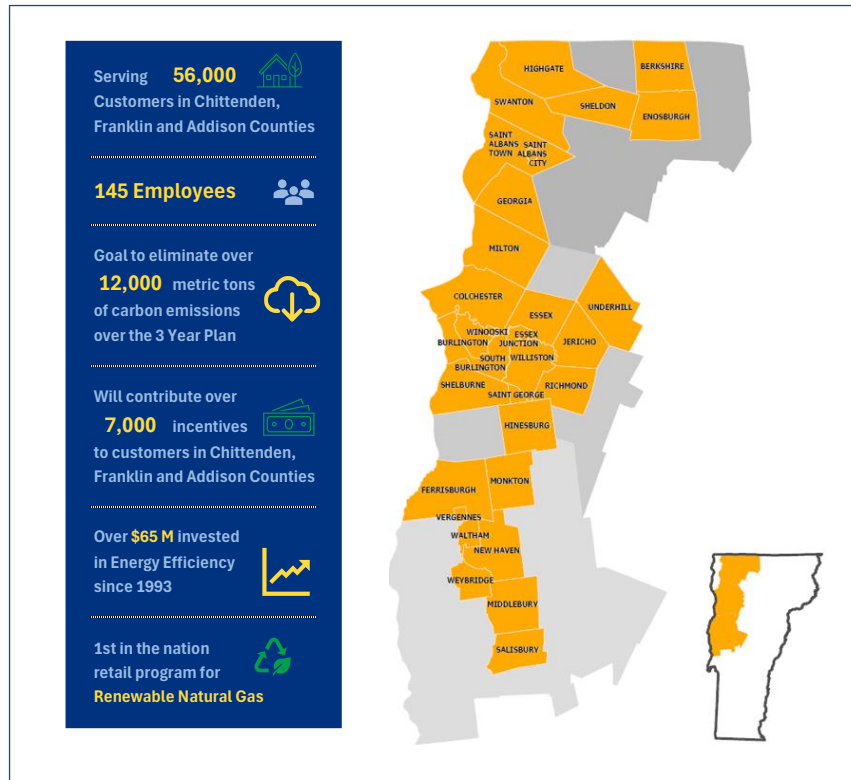 Serving 56,000
Customers in Chittenden,
Franklin and Addison Counties
145 Employees
Goal to eliminate over
12,000 metric tons
of carbon emissions
over the 3 Year Plan
Will contribute over
7,000 incentives
to customers in Chittenden,
Franklin and Addison Counties
Over $65 M invested
in Energy Efficiency
since 1993
1st in the nation
retail program for
Renewable Natural Gas
HIGHGATE
BERKSHIRE
SWANTON
SHELDON
ENOSBURGH
SAINT
ALBANS
TOWN
SAINT
ALBANS
CITY
GEORGIA
MILTON
COLCHESTER
ESSEX
UNDERHILL
WINOOSKI
ESSEX
JUNCTION
BURLINGTON
JERICHO
SOUTH
BURLINGTON
WILLISTON
SHELBURNE
SAINT GEORGE
RICHMOND
HINESBURG
MONKTON
FERRISBURGH
VERGENNES
WALTHAM
NEW HAVEN
WEYBRIDGE
MIDDLEBURY
SALISBURY